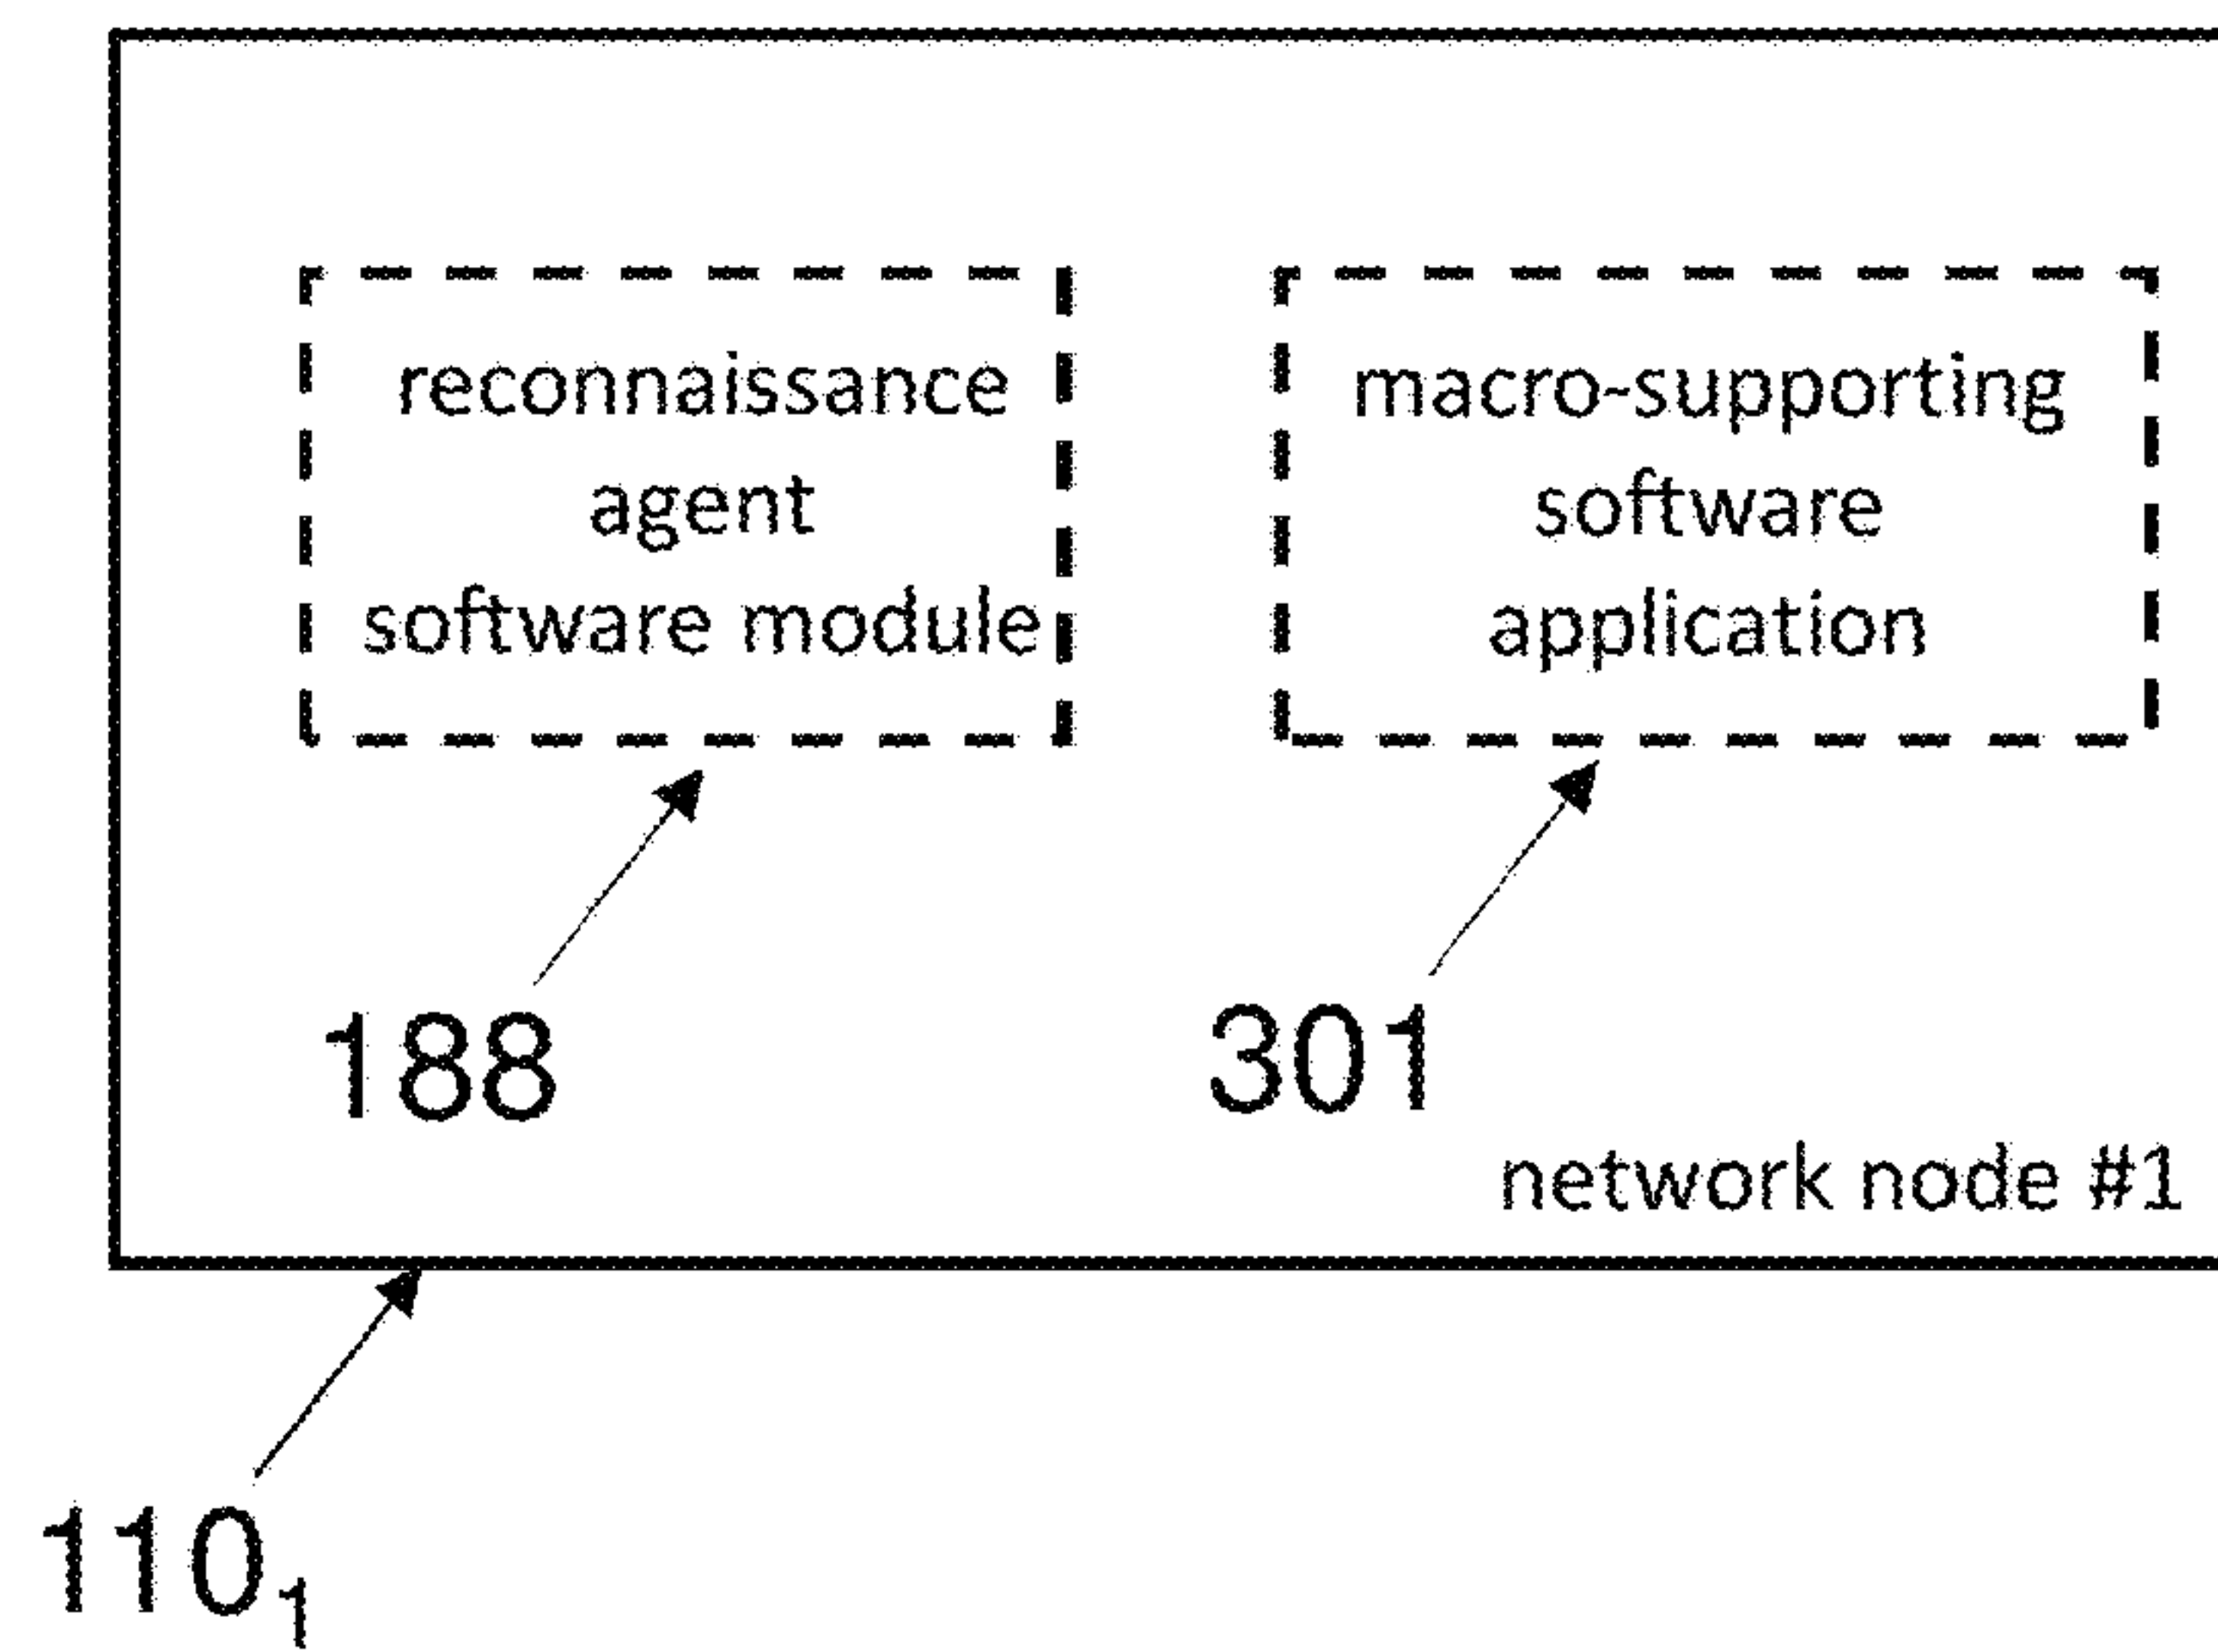 reconnaissance
agent
software module
macro-supporting
software
application
188
301
network node #1
110₁